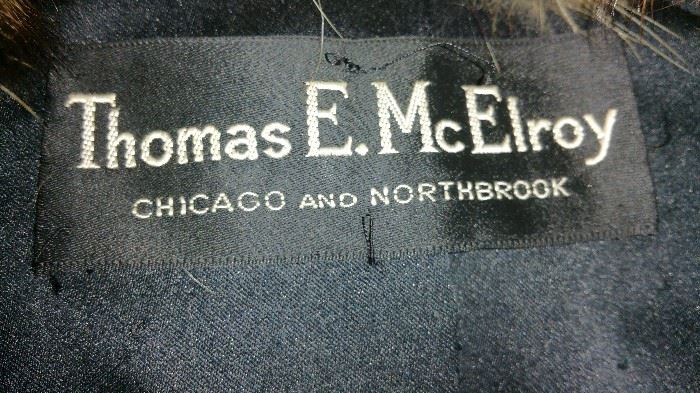 Thomas E. McElroy
CHICAGO AND NORTHBROOK